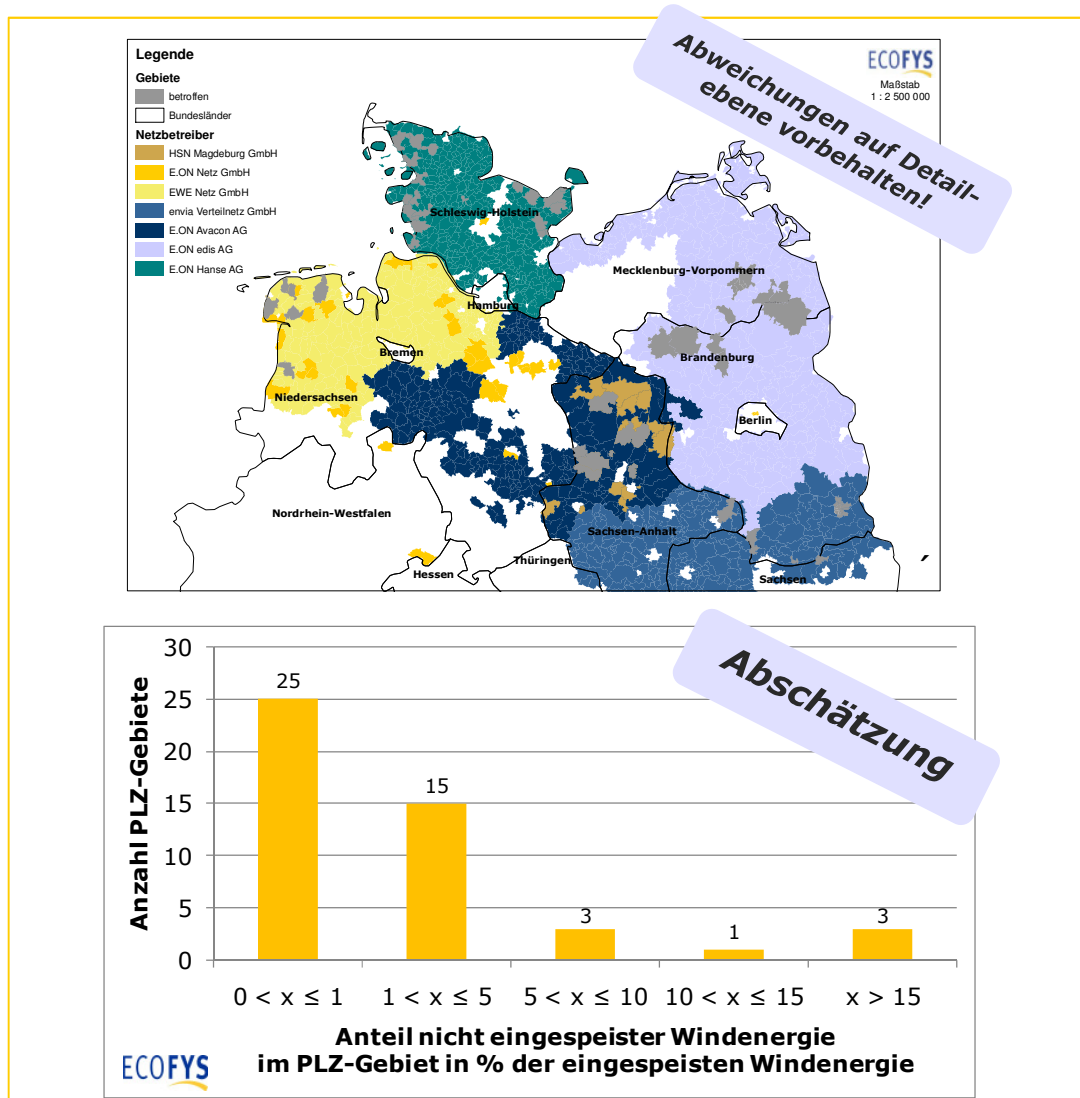 Legende
Gebiete
betroffen
Bundesländer
Netzbetreiber
HSN Magdeburg GmbH
E.ON Netz GmbH
EWE Netz GmbH
envia Verteilnetz GmbH
E.ON Avacon AG
E.ON edis AG
E.ON Hanse AG
ECOFYS
Maßstab
1 : 2 500 000
Abweichungen auf Detail-
ebene vorbehalten!
Schleswig-Holstein
Mecklenburg-Vorpommern
Hamburg
Bremen
Brandenburg
Niedersachsen
Berlin
Nordrhein-Westfalen
Sachsen-Anhalt
Thüringen
Hessen
Sachsen
,
Abschätzung
Anzahl PLZ-Gebiete
30
25
20
15
10
5
0
25
15
3
1
3
0 < x ≤ 1
1 < x ≤ 5
5 < x ≤ 10
10 < x ≤ 15
x > 15
Anteil nicht eingespeister Windenergie
im PLZ-Gebiet in % der eingespeisten Windenergie
ECOFYS